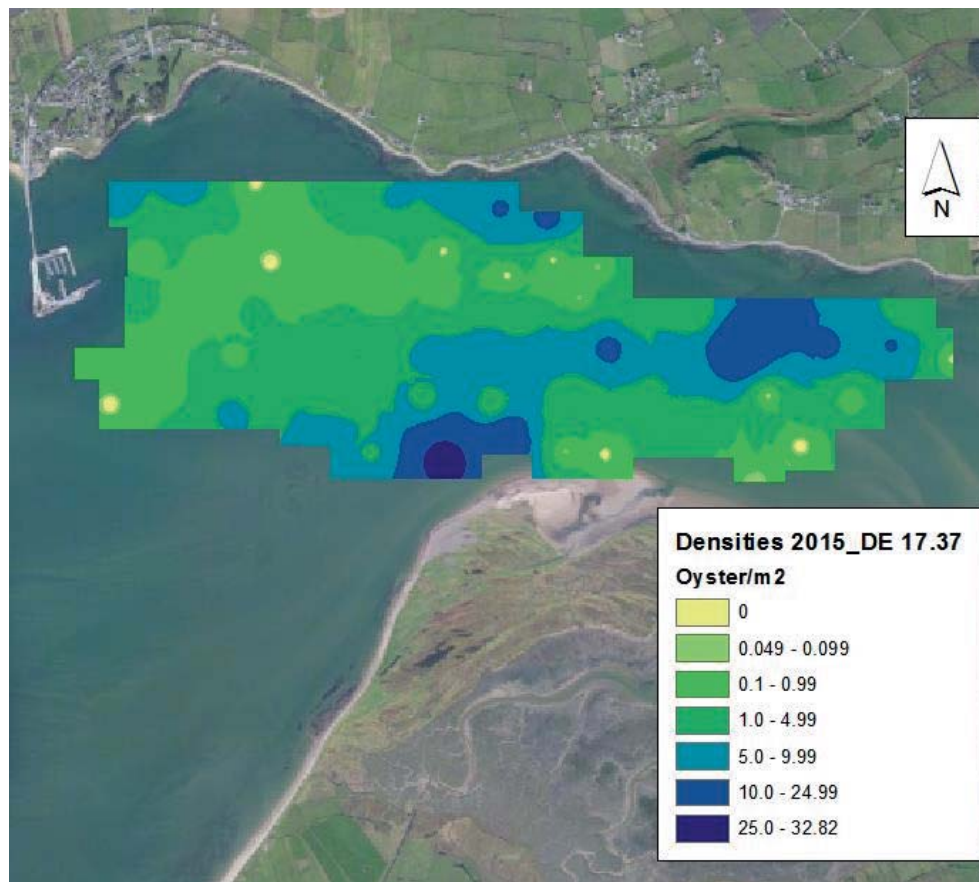 N
Densities 2015_DE 17.37
Oyster/m2
0
0.049 - 0.099
0.1 - 0.99
1.0 - 4.99
5.0 - 9.99
10.0 - 24.99
25.0 - 32.82